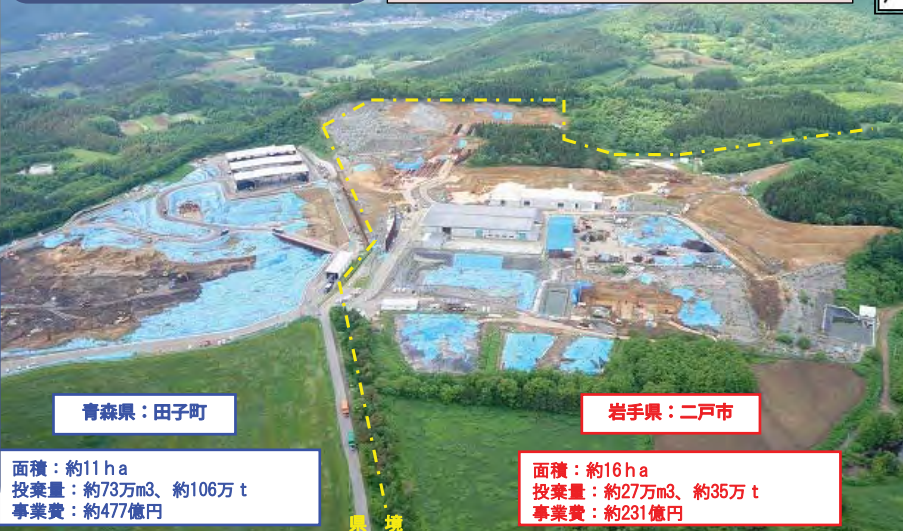 青森県：田子町
岩手県：二戸市
面積：約11ha
投棄量：約73万m3、約106万t
事業費：約477億円
面積：約16ha
投棄量：約27万m3、約35万t
事業費：約231億円
県 境